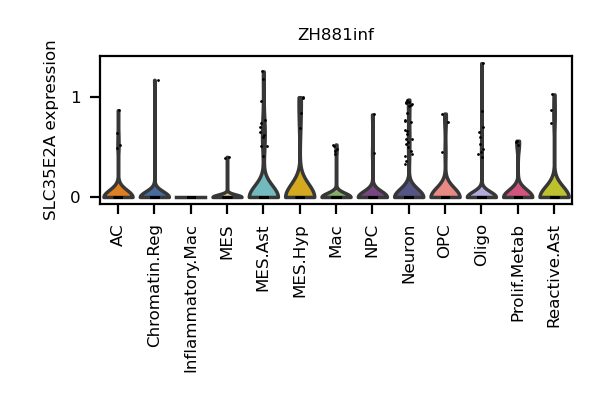 ZH881inf
SLC35E2A expression
1
0
AC
Chromatin.Reg
Inflammatory.Mac
MES
MES.Ast
MES.Hyp
Mac
NPC
Neuron
OPC
Oligo
Prolif.Metab
Reactive.Ast